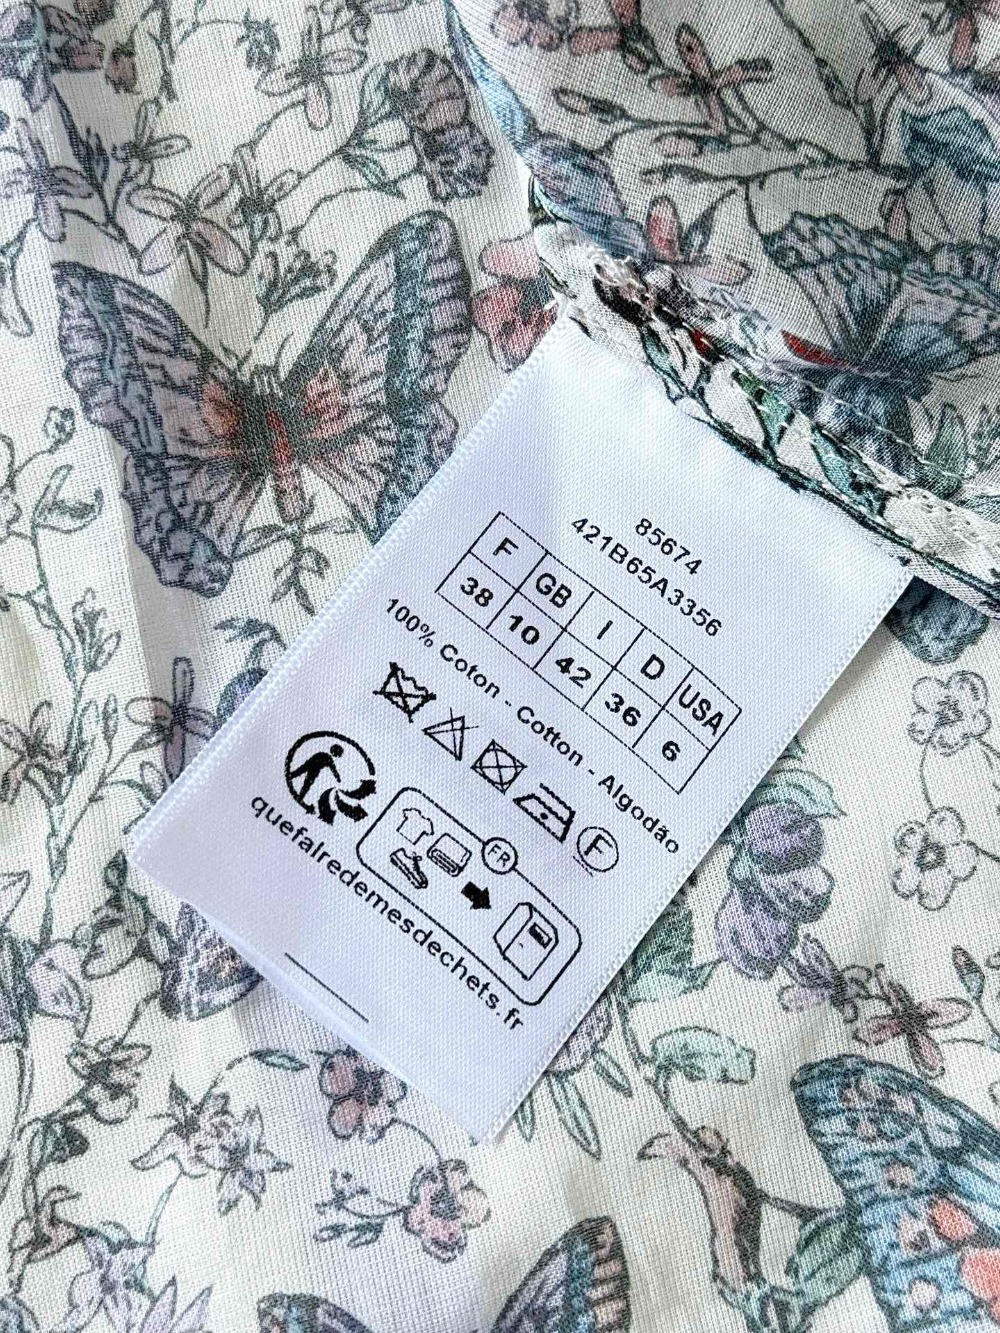 85674
421B65A3356
F GB I D USA
38 10 42 36 6
100% Coton - Cotton - Algodão
F
FR
quefairedemesdechets.fr